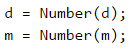 d = Number(d);
m = Number(m);